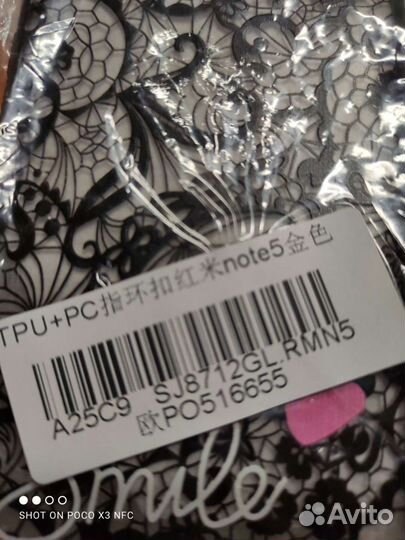 TPU+PC指环扣红米note5金色
A25C9 SJ8712GL.RMN5
欧PO516655
Smile
SHOT ON POCO X3 NFC
Avito